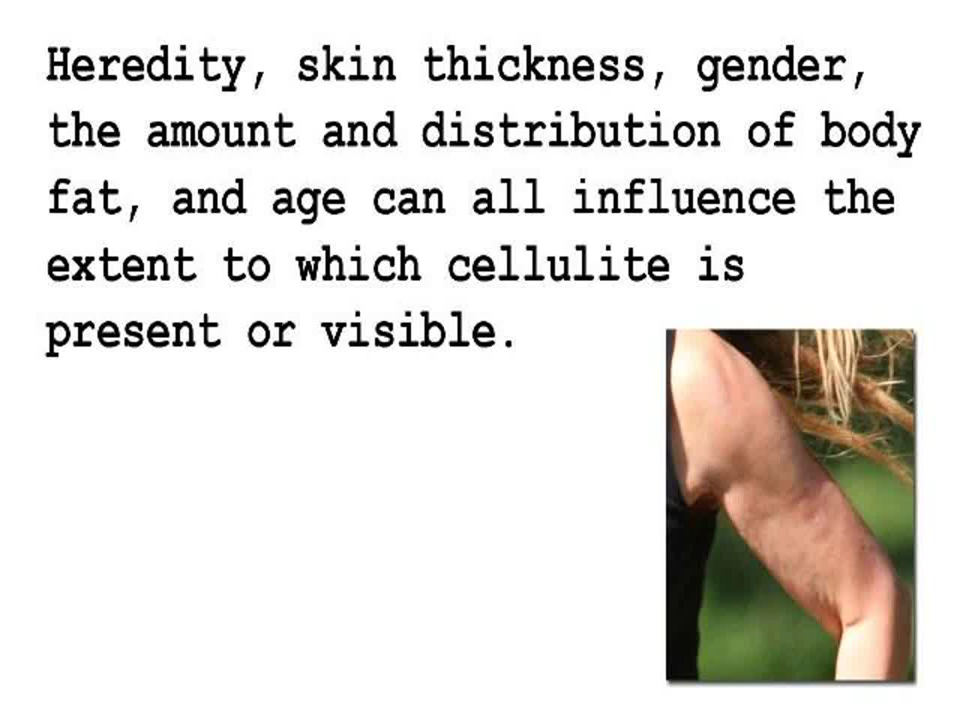 Heredity, skin thickness, gender,
the amount and distribution of body
fat, and age can all influence the
extent to which cellulite is
present or visible.